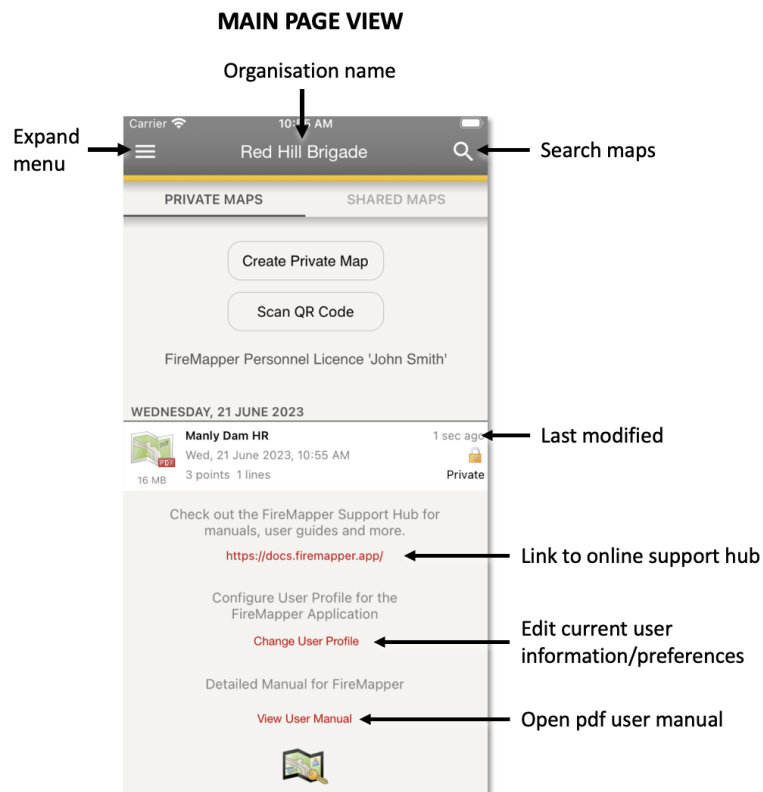 MAIN PAGE VIEW
Organisation name
Carrier
10:55 AM
Expand
menu
Red Hill Brigade
Search maps
PRIVATE MAPS
SHARED MAPS
Create Private Map
Scan QR Code
FireMapper Personnel Licence 'John Smith'
WEDNESDAY, 21 JUNE 2023
Manly Dam HR
1 sec ago
Last modified
Wed, 21 June 2023, 10:55 AM
PDF
16 MB
3 points 1 lines
Private
Check out the FireMapper Support Hub for
manuals, user guides and more.
https://docs.firemapper.app/
Link to online support hub
Configure User Profile for the
FireMapper Application
Change User Profile
Edit current user
information/preferences
Detailed Manual for FireMapper
View User Manual
Open pdf user manual